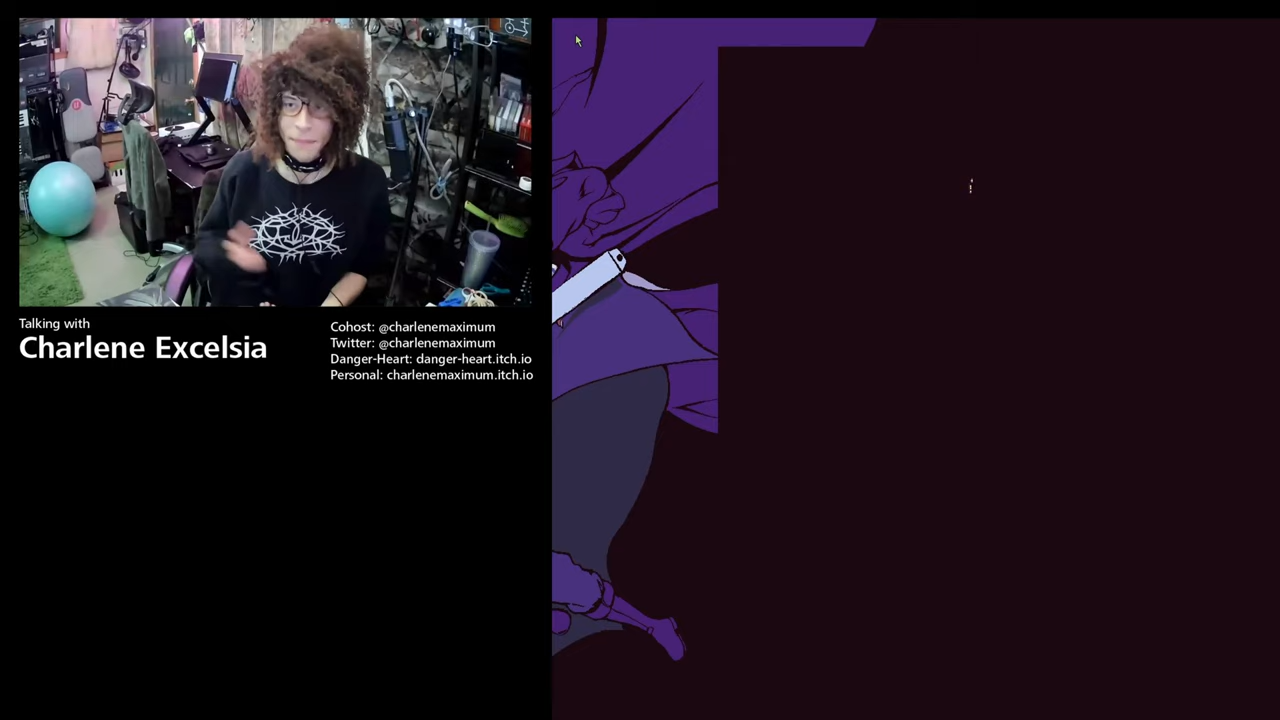 Talking with
Charlene Excelsia
Cohost: @charlenemaximum
Twitter: @charlenemaximum
Danger-Heart: danger-heart.itch.io
Personal: charlenemaximum.itch.io